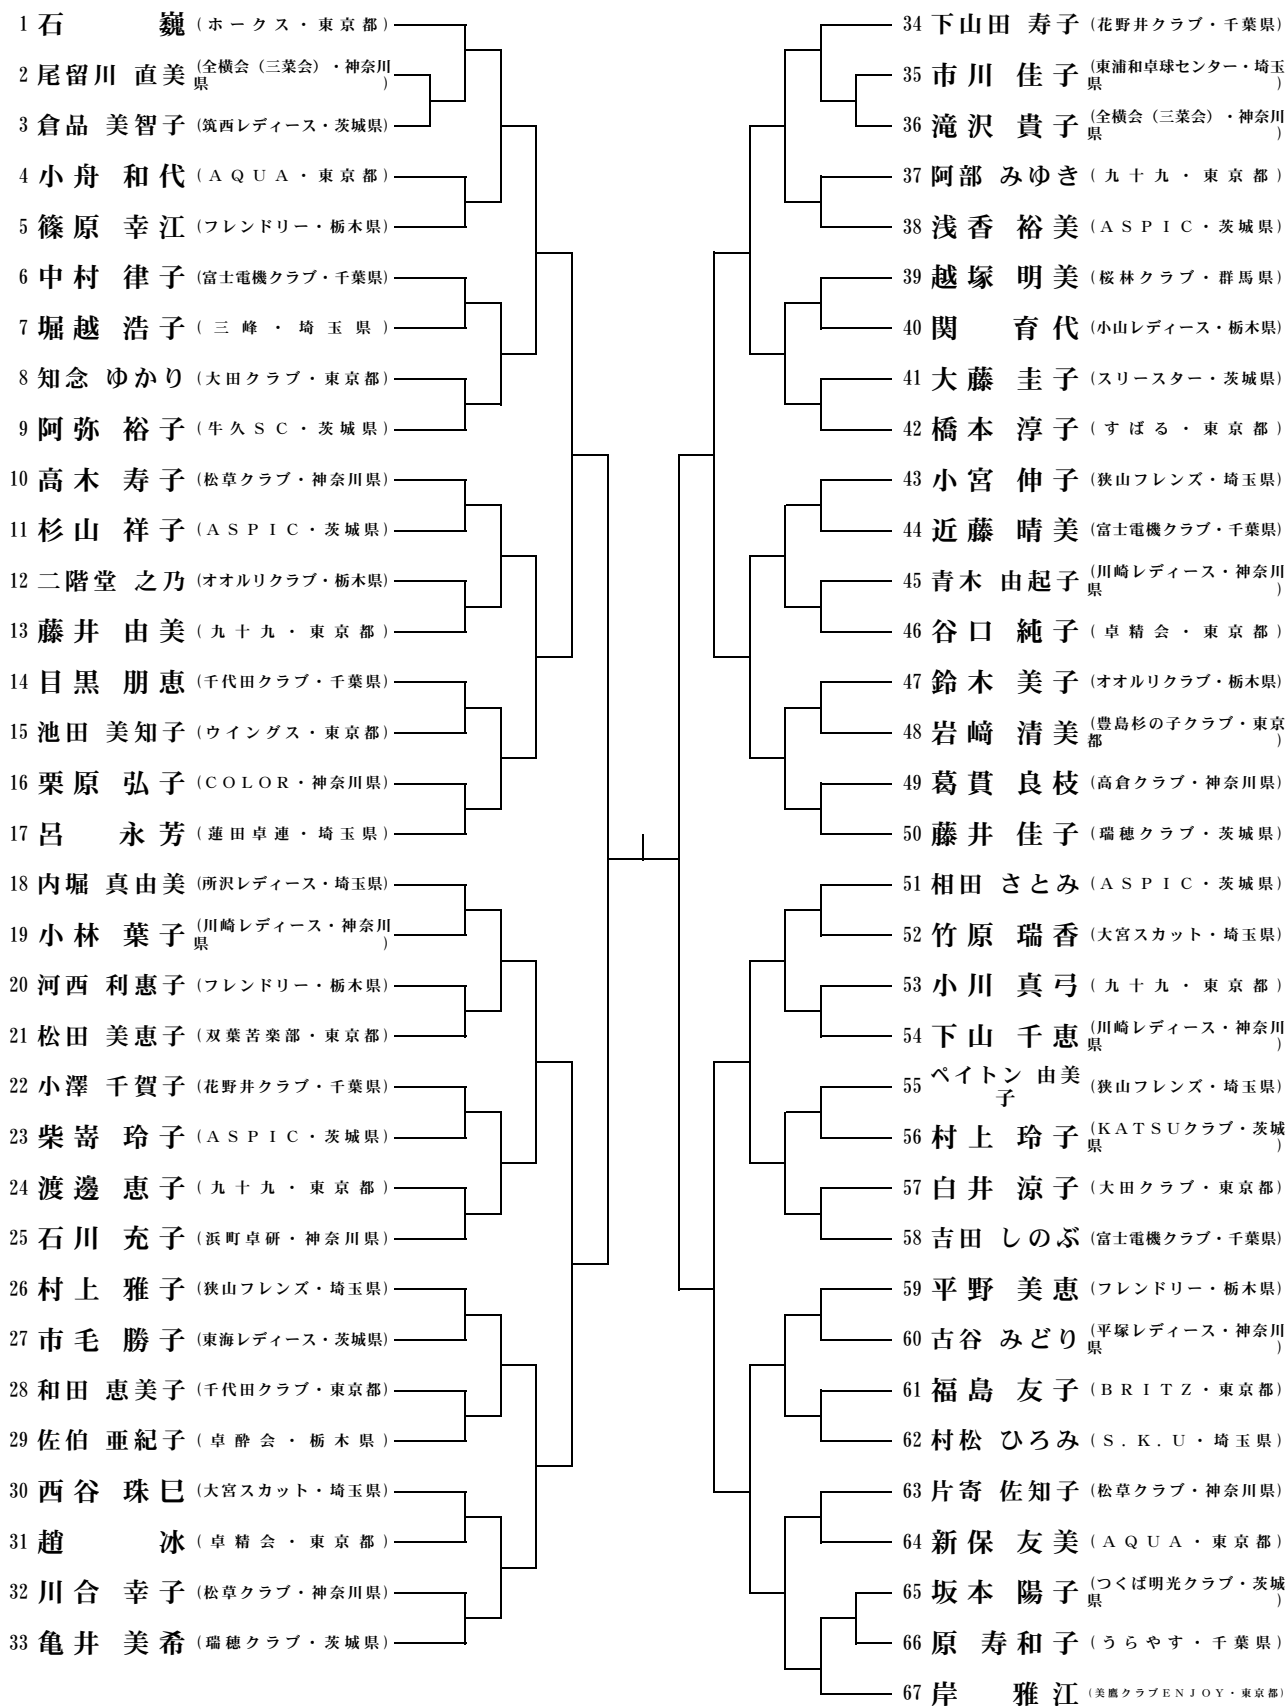 1 石 巍 (ホークス・東京都)
2 尾留川 直美 (全横会（三菜会）・神奈川県)
3 倉品 美智子 (筑西レディース・茨城県)
4 小舟 和代 (AQUA・東京都)
5 篠原 幸江 (フレンドリー・栃木県)
6 中村 律子 (富士電機クラブ・千葉県)
7 堀越 浩子 (三峰・埼玉県)
8 知念 ゆかり (大田クラブ・東京都)
9 阿弥 裕子 (牛久SC・茨城県)
10 高木 寿子 (松草クラブ・神奈川県)
11 杉山 祥子 (ASPIC・茨城県)
12 二階堂 之乃 (オオルリクラブ・栃木県)
13 藤井 由美 (九十九・東京都)
14 目黒 朋恵 (千代田クラブ・千葉県)
15 池田 美知子 (ウイングス・東京都)
16 栗原 弘子 (COLOR・神奈川県)
17 呂 永芳 (蓮田卓連・埼玉県)
18 内堀 真由美 (所沢レディース・埼玉県)
19 小林 葉子 (川崎レディース・神奈川県)
20 河西 利惠子 (フレンドリー・栃木県)
21 松田 美恵子 (双葉苦楽部・東京都)
22 小澤 千賀子 (花野井クラブ・千葉県)
23 柴嵜 玲子 (ASPIC・茨城県)
24 渡邊 恵子 (九十九・東京都)
25 石川 充子 (浜町卓研・神奈川県)
26 村上 雅子 (狭山フレンズ・埼玉県)
27 市毛 勝子 (東海レディース・茨城県)
28 和田 恵美子 (千代田クラブ・東京都)
29 佐伯 亜紀子 (卓酔会・栃木県)
30 西谷 珠巳 (大宮スカット・埼玉県)
31 趙 冰 (卓精会・東京都)
32 川合 幸子 (松草クラブ・神奈川県)
33 亀井 美希 (瑞穂クラブ・茨城県)
34 下山田 寿子 (花野井クラブ・千葉県)
35 市川 佳子 (東浦和卓球センター・埼玉県)
36 滝沢 貴子 (全横会（三菜会）・神奈川県)
37 阿部 みゆき (九十九・東京都)
38 浅香 裕美 (ASPIC・茨城県)
39 越塚 明美 (桜林クラブ・群馬県)
40 関 育代 (小山レディース・栃木県)
41 大藤 圭子 (スリースター・茨城県)
42 橋本 淳子 (すばる・東京都)
43 小宮 伸子 (狭山フレンズ・埼玉県)
44 近藤 晴美 (富士電機クラブ・千葉県)
45 青木 由起子 (川崎レディース・神奈川県)
46 谷口 純子 (卓精会・東京都)
47 鈴木 美子 (オオルリクラブ・栃木県)
48 岩﨑 清美 (豊島杉の子クラブ・東京都)
49 葛貫 良枝 (高倉クラブ・神奈川県)
50 藤井 佳子 (瑞穂クラブ・茨城県)
51 相田 さとみ (ASPIC・茨城県)
52 竹原 瑞香 (大宮スカット・埼玉県)
53 小川 真弓 (九十九・東京都)
54 下山 千恵 (川崎レディース・神奈川県)
55 ペイトン 由美子 (狭山フレンズ・埼玉県)
56 村上 玲子 (KATSUクラブ・茨城県)
57 白井 涼子 (大田クラブ・東京都)
58 吉田 しのぶ (富士電機クラブ・千葉県)
59 平野 美恵 (フレンドリー・栃木県)
60 古谷 みどり (平塚レディース・神奈川県)
61 福島 友子 (BRITZ・東京都)
62 村松 ひろみ (S.K.U・埼玉県)
63 片寄 佐知子 (松草クラブ・神奈川県)
64 新保 友美 (AQUA・東京都)
65 坂本 陽子 (つくば明光クラブ・茨城県)
66 原 寿和子 (うらやす・千葉県)
67 岸 雅江 (美鷹クラブENJOY・東京都)